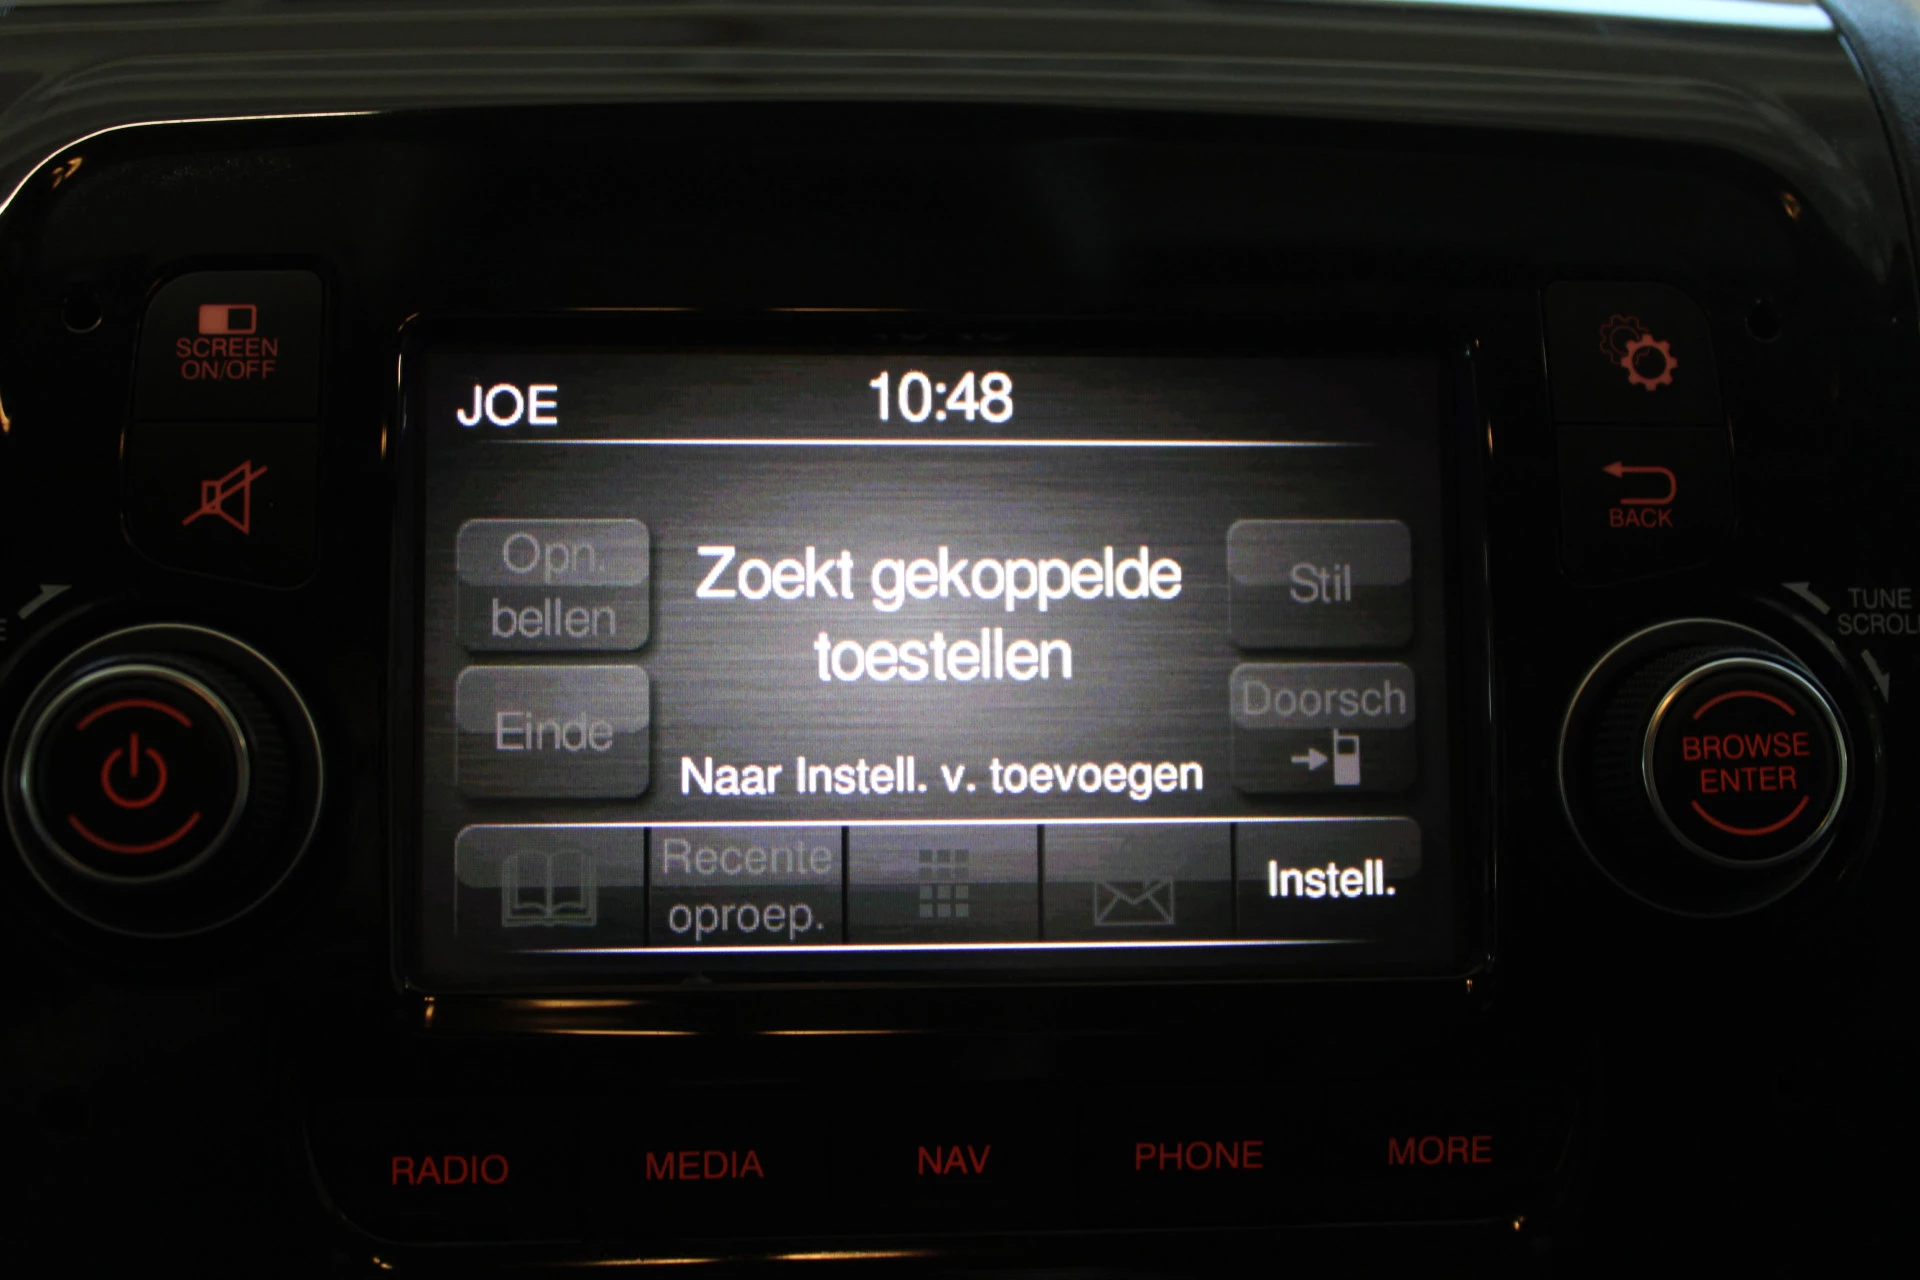 SCREEN
ON/OFF
JOE
10:48
BACK
Opn.
bellen
Zoekt gekoppelde
toestellen
Stil
TUNE
Einde
Doorsch
Naar Instell. v. toevoegen
BROWSE
ENTER
Recente
oproep.
Instell.
RADIO
MEDIA
NAV
PHONE
MORE